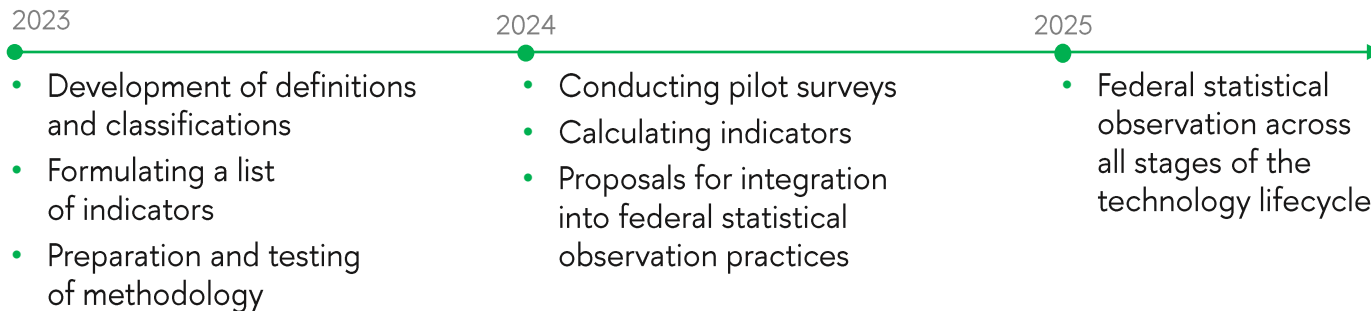 2023
• Development of definitions
and classifications
• Formulating a list
of indicators
• Preparation and testing
of methodology
2024
• Conducting pilot surveys
• Calculating indicators
• Proposals for integration
into federal statistical
observation practices
2025
• Federal statistical
observation across
all stages of the
technology lifecycle